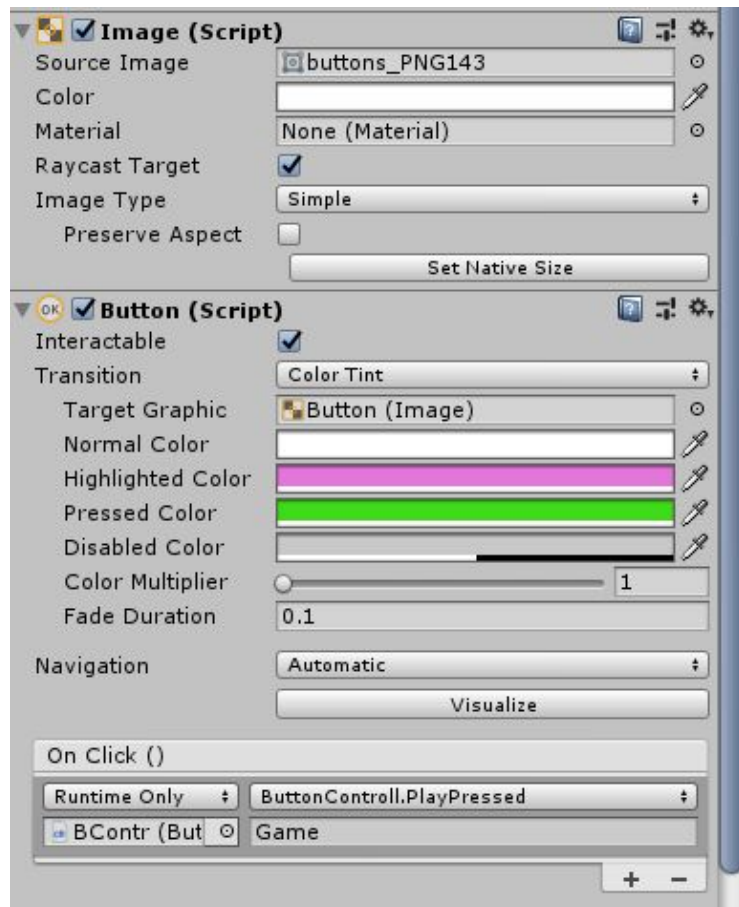 Image (Script)
Source Image buttons_PNG143
Color
Material None (Material)
Raycast Target
Image Type Simple
Preserve Aspect
Set Native Size
OK Button (Script)
Interactable
Transition Color Tint
Target Graphic Button (Image)
Normal Color
Highlighted Color
Pressed Color
Disabled Color
Color Multiplier 1
Fade Duration 0.1
Navigation Automatic
Visualize
On Click ()
Runtime Only ButtonControll.PlayPressed
BContr (But Game
+ −